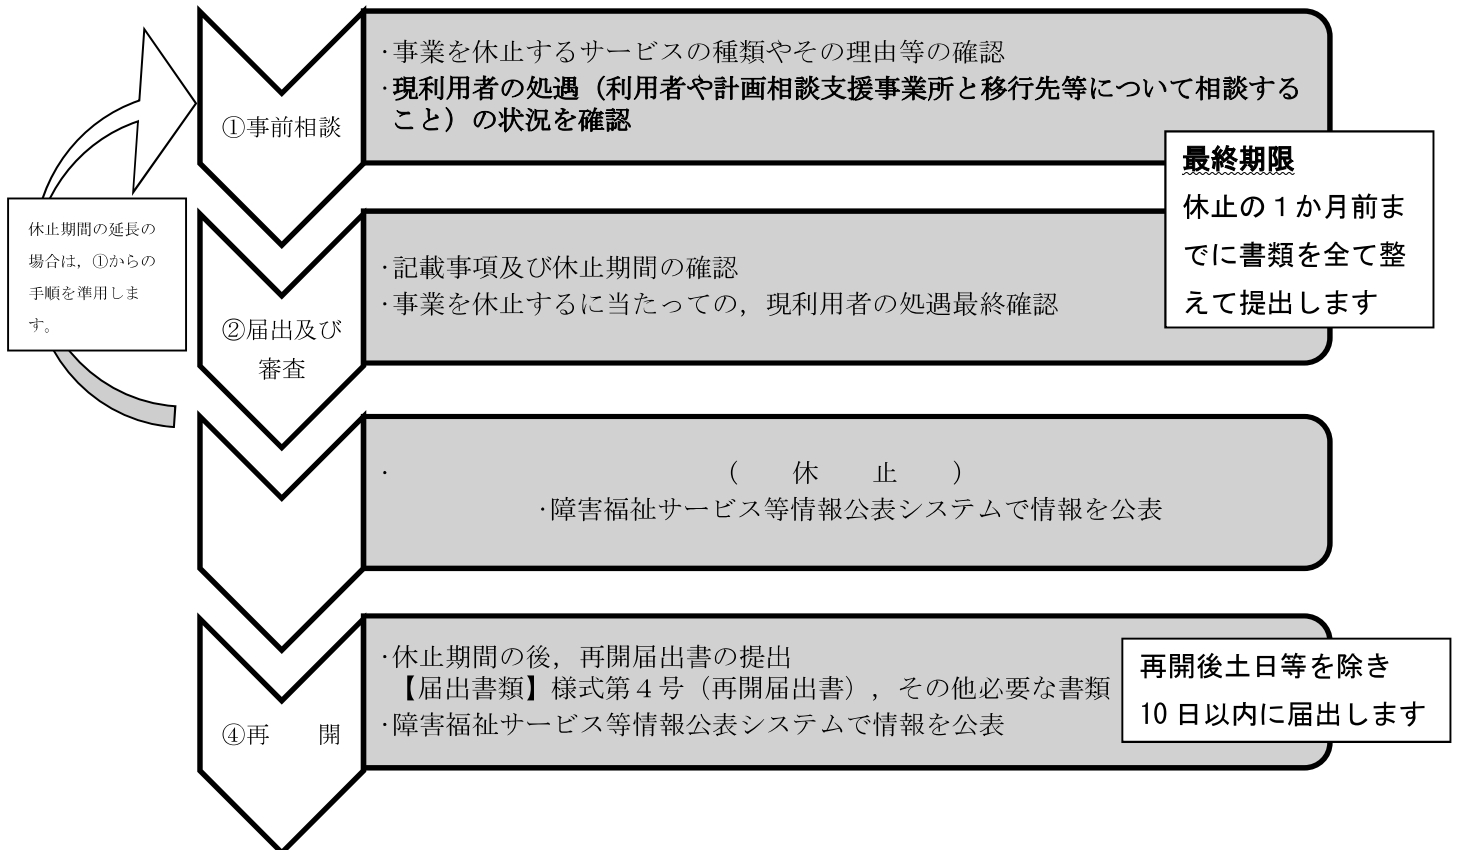 ①事前相談
・事業を休止するサービスの種類やその理由等の確認
・現利用者の処遇（利用者や計画相談支援事業所と移行先等について相談する
こと）の状況を確認
最終期限
休止の１か月前ま
でに書類を全て整
えて提出します
休止期間の延長の
場合は，①からの
手順を準用しま
す。
②届出及び
審査
・記載事項及び休止期間の確認
・事業を休止するに当たっての，現利用者の処遇最終確認
・（　休　止　）
・障害福祉サービス等情報公表システムで情報を公表
④再　開
・休止期間の後，再開届出書の提出
【届出書類】様式第４号（再開届出書），その他必要な書類
・障害福祉サービス等情報公表システムで情報を公表
再開後土日等を除き
10日以内に届出します